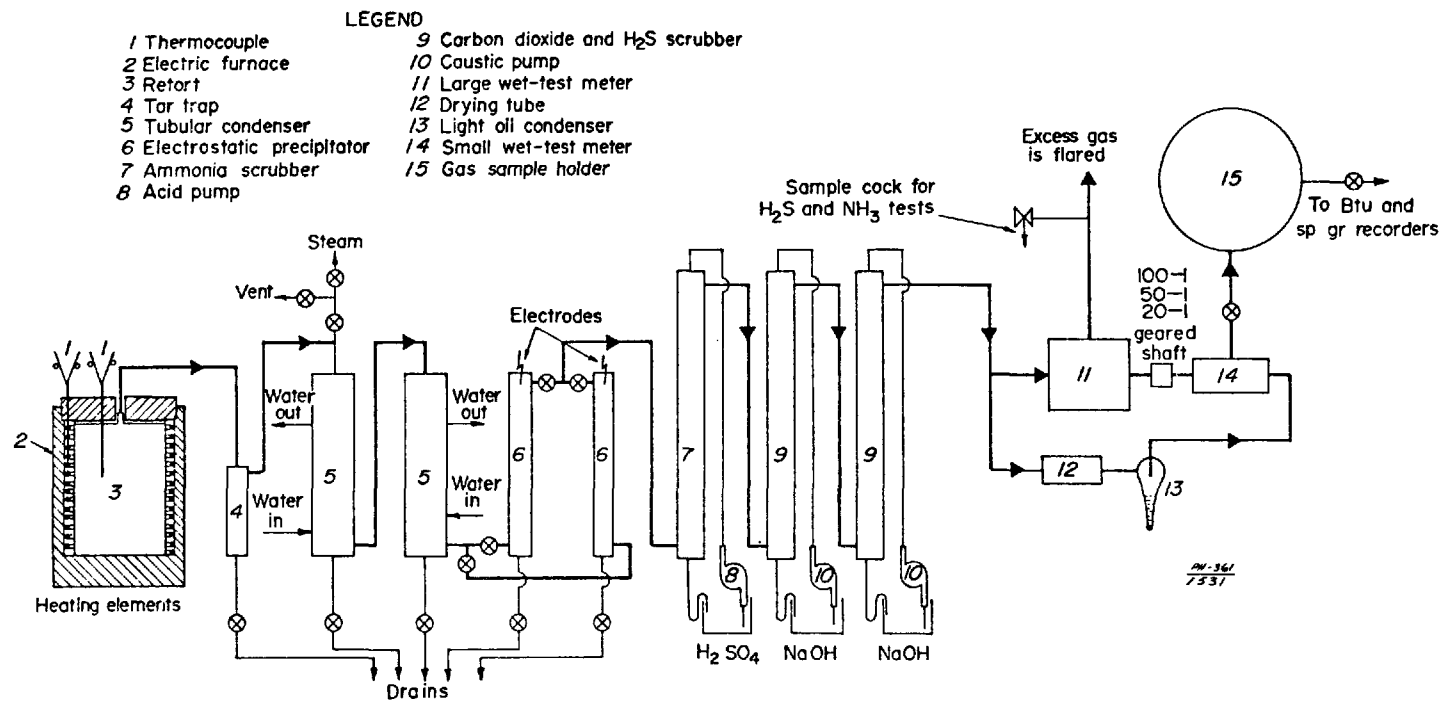 LEGEND
1 Thermocouple
2 Electric furnace
3 Retort
4 Tar trap
5 Tubular condenser
6 Electrostatic precipitator
7 Ammonia scrubber
8 Acid pump
9 Carbon dioxide and H₂S scrubber
10 Caustic pump
11 Large wet-test meter
12 Drying tube
13 Light oil condenser
14 Small wet-test meter
15 Gas sample holder
Excess gas
is flared
Sample cock for
H₂S and NH₃ tests
15
To Btu and
sp gr recorders
Steam
Vent
Electrodes
100-1
50-1
20-1
geared
shaft
1 1
Water
out
Water
out
11
14
2
3
4
5
5
6
6
7
9
9
12
13
Water
in
Water
in
8
10
10
Heating elements
H₂SO₄
NaOH
NaOH
Drains
PN-361
1531